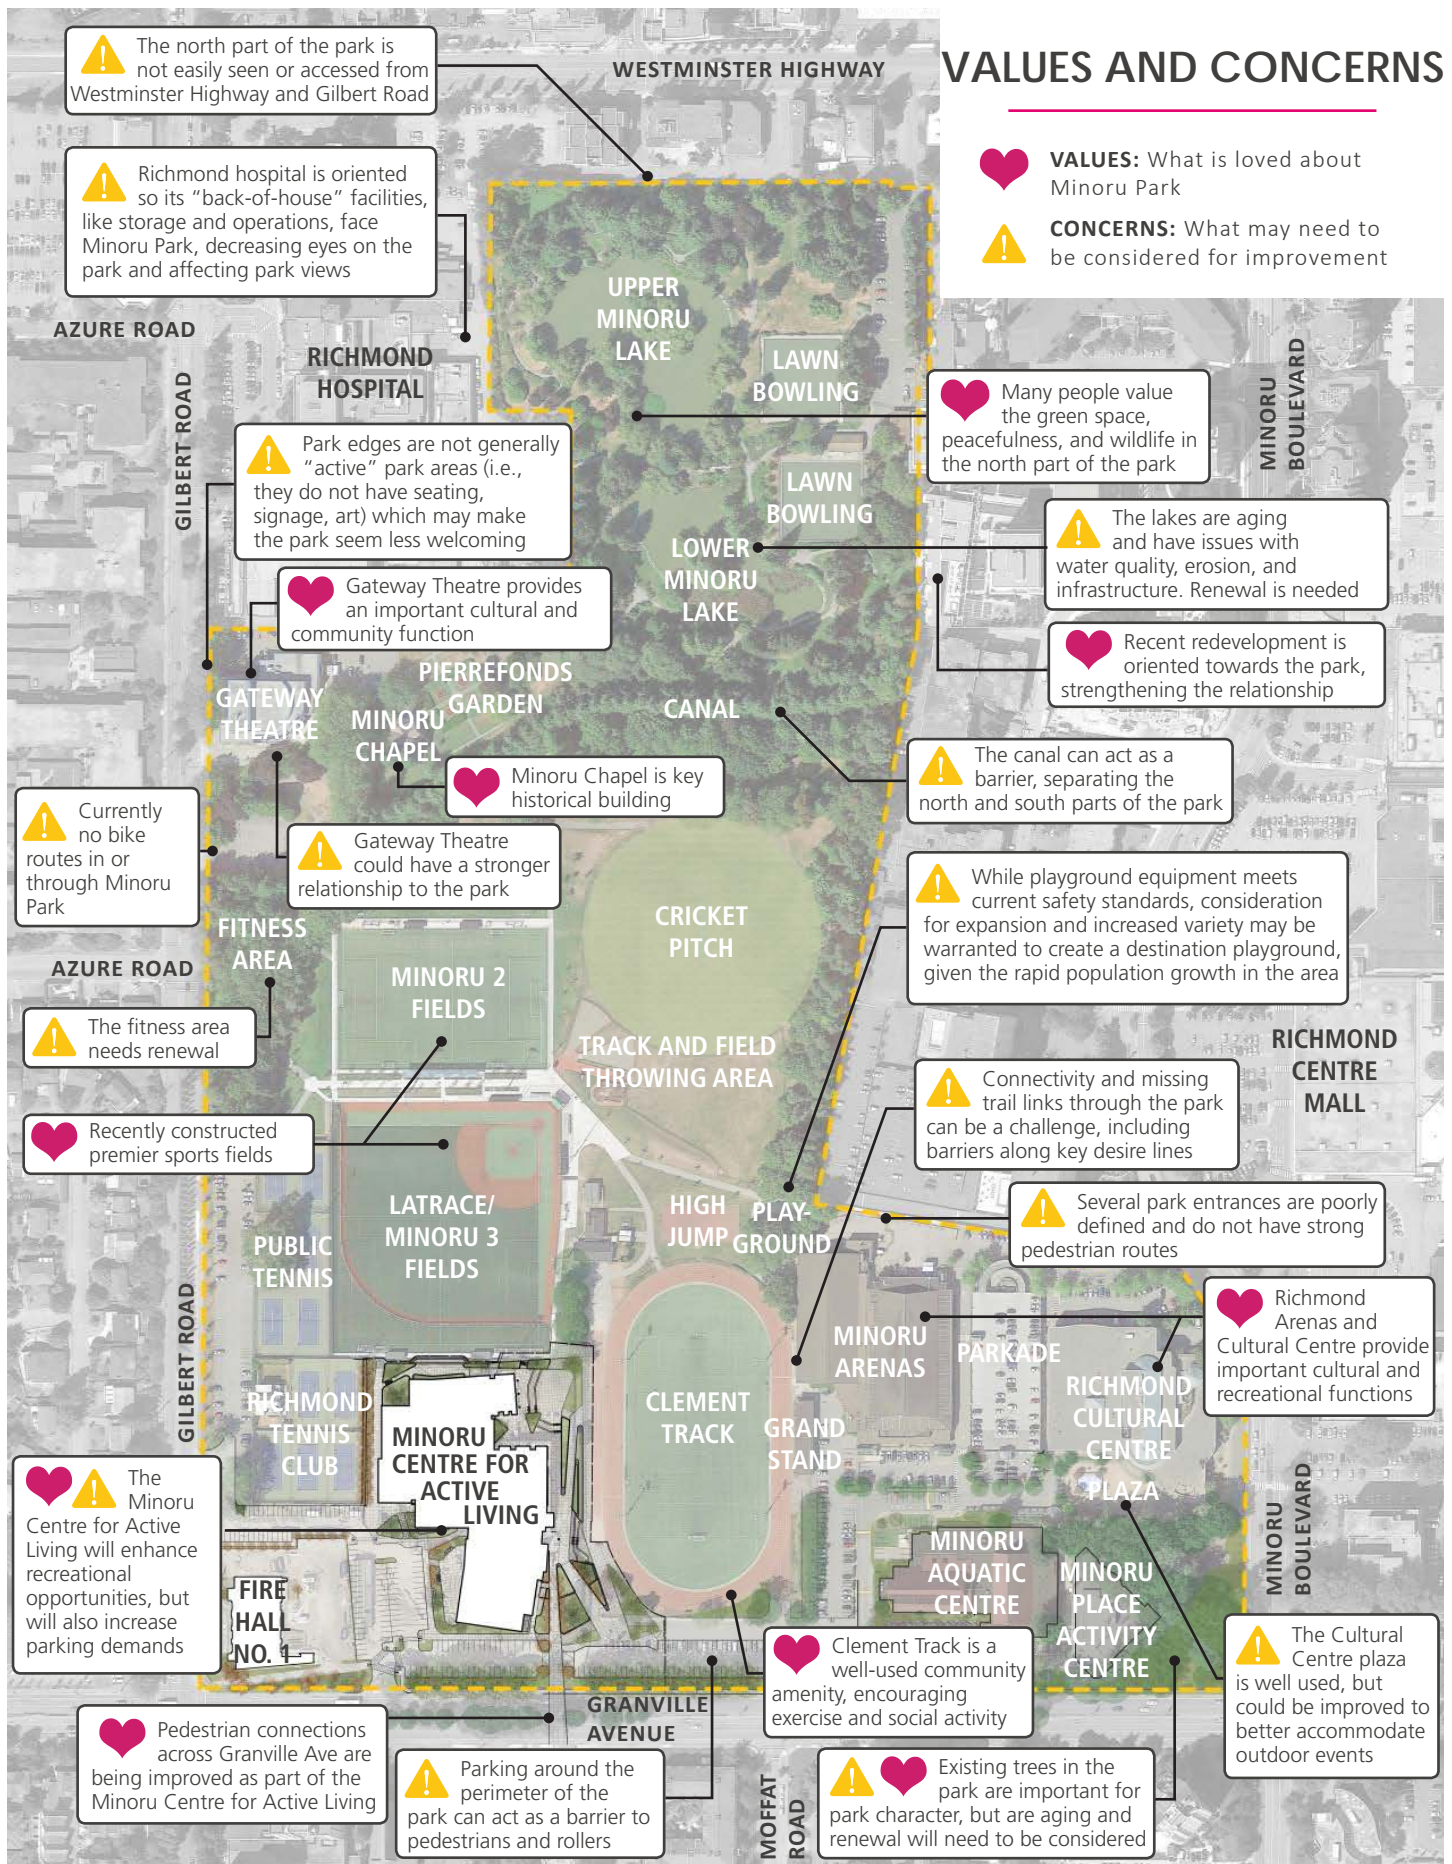 VALUES AND CONCERNS
VALUES: What is loved about
Minoru Park
CONCERNS: What may need to
be considered for improvement
WESTMINSTER HIGHWAY
The north part of the park is
not easily seen or accessed from
Westminster Highway and Gilbert Road
Richmond hospital is oriented
so its “back-of-house” facilities,
like storage and operations, face
Minoru Park, decreasing eyes on the
park and affecting park views
AZURE ROAD
RICHMOND
HOSPITAL
GILBERT ROAD
UPPER
MINORU
LAKE
LAWN
BOWLING
MINORU
BOULEVARD
Many people value
the green space,
peacefulness, and wildlife in
the north part of the park
Park edges are not generally
“active” park areas (i.e.,
they do not have seating,
signage, art) which may make
the park seem less welcoming
LAWN
BOWLING
LOWER
MINORU
LAKE
The lakes are aging
and have issues with
water quality, erosion, and
infrastructure. Renewal is needed
Gateway Theatre provides
an important cultural and
community function
Recent redevelopment is
oriented towards the park,
strengthening the relationship
PIERREFONDS
GARDEN
GATEWAY
THEATRE
MINORU
CHAPEL
CANAL
The canal can act as a
barrier, separating the
north and south parts of the park
Minoru Chapel is key
historical building
Currently
no bike
routes in or
through Minoru
Park
Gateway Theatre
could have a stronger
relationship to the park
While playground equipment meets
current safety standards, consideration
for expansion and increased variety may be
warranted to create a destination playground,
given the rapid population growth in the area
FITNESS
AREA
CRICKET
PITCH
AZURE ROAD
MINORU 2
FIELDS
The fitness area
needs renewal
TRACK AND FIELD
THROWING AREA
RICHMOND
CENTRE
MALL
Connectivity and missing
trail links through the park
can be a challenge, including
barriers along key desire lines
Recently constructed
premier sports fields
LATRACE/
MINORU 3
FIELDS
HIGH
JUMP
PLAY-
GROUND
Several park entrances are poorly
defined and do not have strong
pedestrian routes
PUBLIC
TENNIS
GILBERT ROAD
Richmond
Arenas and
Cultural Centre provide
important cultural and
recreational functions
MINORU
ARENAS
PARKADE
RICHMOND
CULTURAL
CENTRE
RICHMOND
TENNIS
CLUB
MINORU
CENTRE FOR
ACTIVE
LIVING
CLEMENT
TRACK
GRAND
STAND
PLAZA
MINORU
BOULEVARD
The
Minoru
Centre for Active
Living will enhance
recreational
opportunities, but
will also increase
parking demands
FIRE
HALL
NO. 1
MINORU
AQUATIC
CENTRE
MINORU
PLACE
ACTIVITY
CENTRE
Clement Track is a
well-used community
amenity, encouraging
exercise and social activity
The Cultural
Centre plaza
is well used, but
could be improved to
better accommodate
outdoor events
GRANVILLE
AVENUE
Pedestrian connections
across Granville Ave are
being improved as part of the
Minoru Centre for Active Living
Parking around the
perimeter of the
park can act as a barrier to
pedestrians and rollers
MOFFAT
ROAD
Existing trees in the
park are important for
park character, but are aging and
renewal will need to be considered